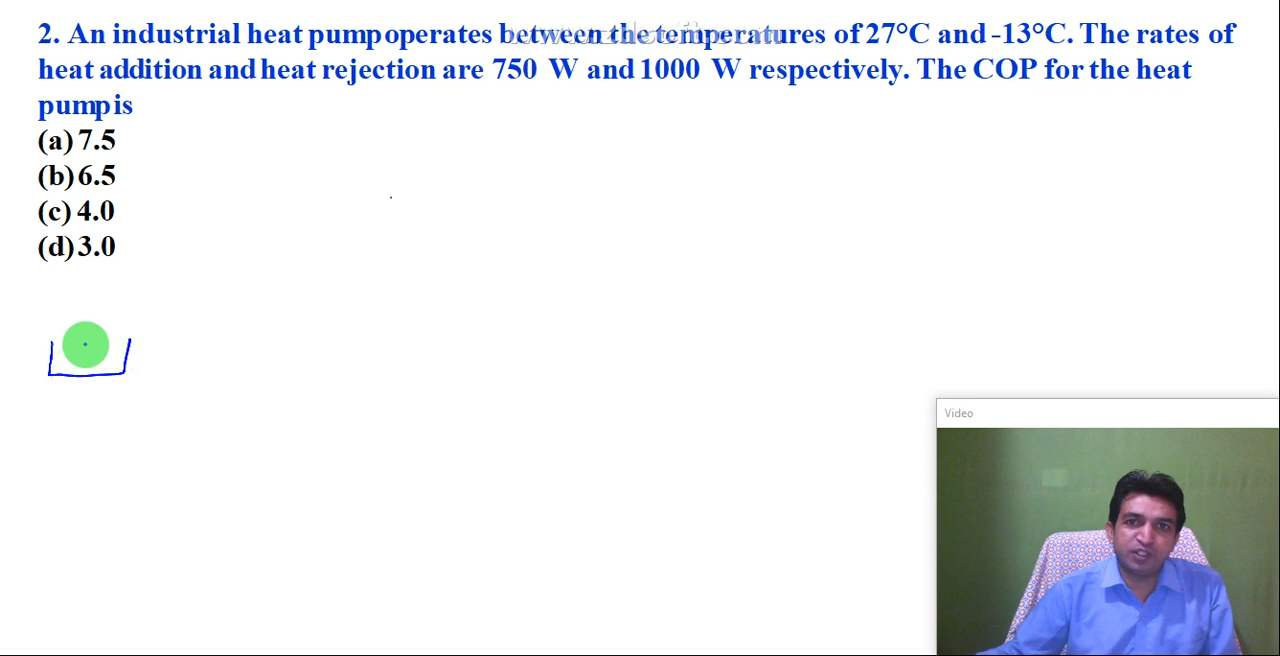 2. An industrial heat pump operates between the temperatures of 27°C and -13°C. The rates of
heat addition and heat rejection are 750 W and 1000 W respectively. The COP for the heat
pump is
(a) 7.5
(b) 6.5
(c) 4.0
(d) 3.0
Video